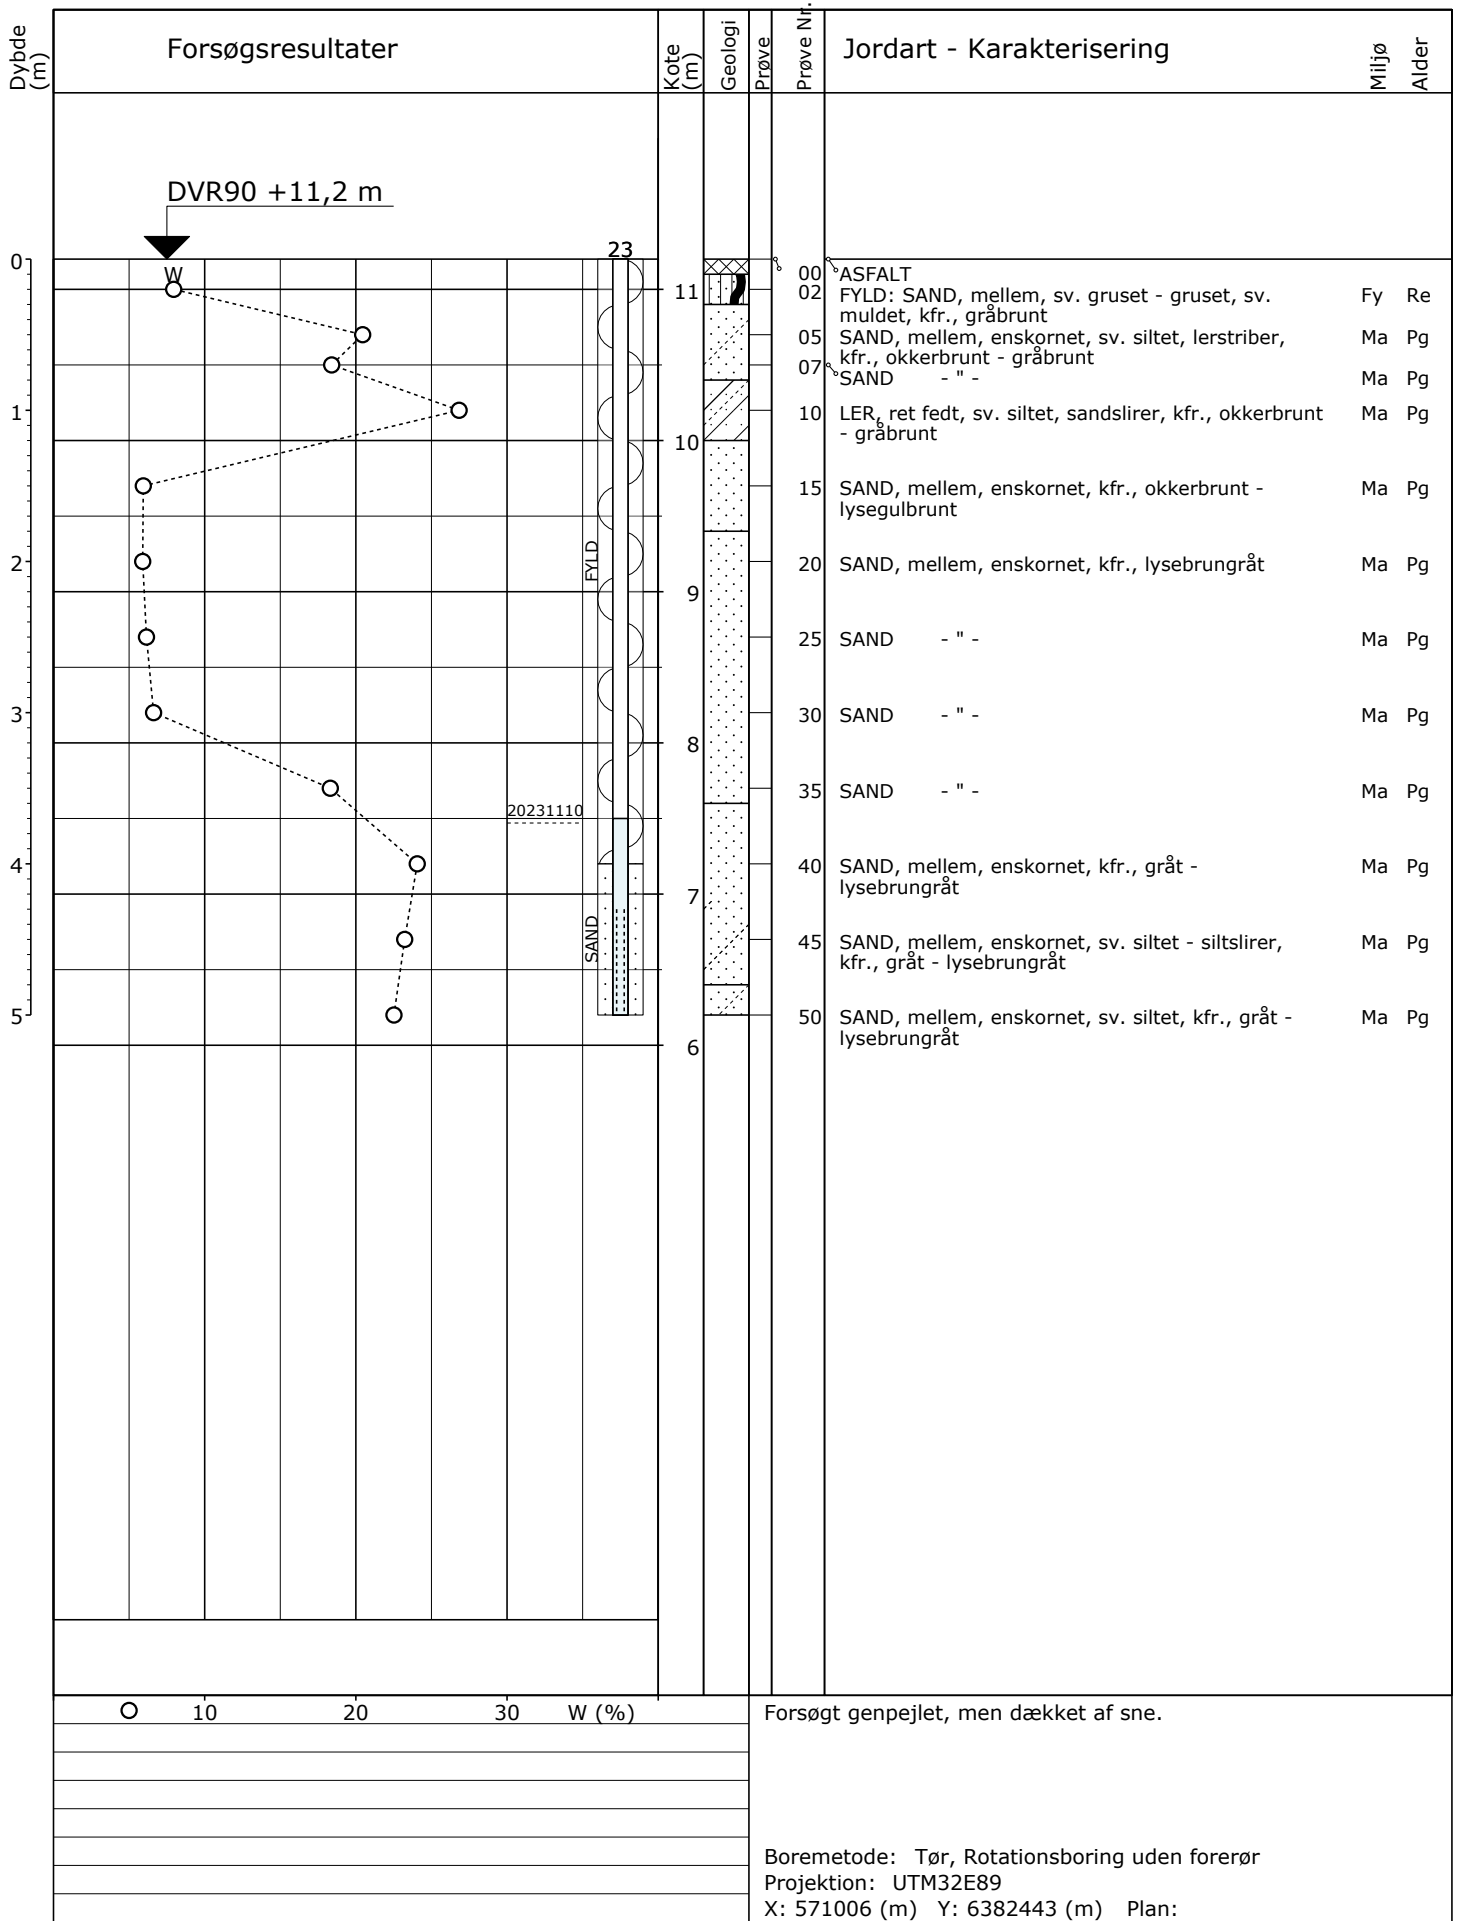 Dybde
(m)
Forsøgsresultater
Kote
(m)
Geologi
Prøve
Prøve Nr.
Jordart - Karakterisering
Miljø
Alder
DVR90 +11,2 m
23
W
0
1
2
3
4
5
FYLD
SAND
20231110
11
10
9
8
7
6
00 ASFALT
02 FYLD: SAND, mellem, sv. gruset - gruset, sv. Fy Re
muldet, kfr., gråbrunt
05 SAND, mellem, enskornet, sv. siltet, lerstriber, Ma Pg
kfr., okkerbrunt - gråbrunt
07 SAND - " - Ma Pg
10 LER, ret fedt, sv. siltet, sandslirer, kfr., okkerbrunt Ma Pg
- gråbrunt
15 SAND, mellem, enskornet, kfr., okkerbrunt - Ma Pg
lysegulbrunt
20 SAND, mellem, enskornet, kfr., lysebrungråt Ma Pg
25 SAND - " - Ma Pg
30 SAND - " - Ma Pg
35 SAND - " - Ma Pg
40 SAND, mellem, enskornet, kfr., gråt - Ma Pg
lysebrungråt
45 SAND, mellem, enskornet, sv. siltet - siltslirer, Ma Pg
kfr., gråt - lysebrungråt
50 SAND, mellem, enskornet, sv. siltet, kfr., gråt - Ma Pg
lysebrungråt
10 20 30 W (%)
Forsøgt genpejlet, men dækket af sne.
Boremetode: Tør, Rotationsboring uden forerør
Projektion: UTM32E89
X: 571006 (m) Y: 6382443 (m) Plan: